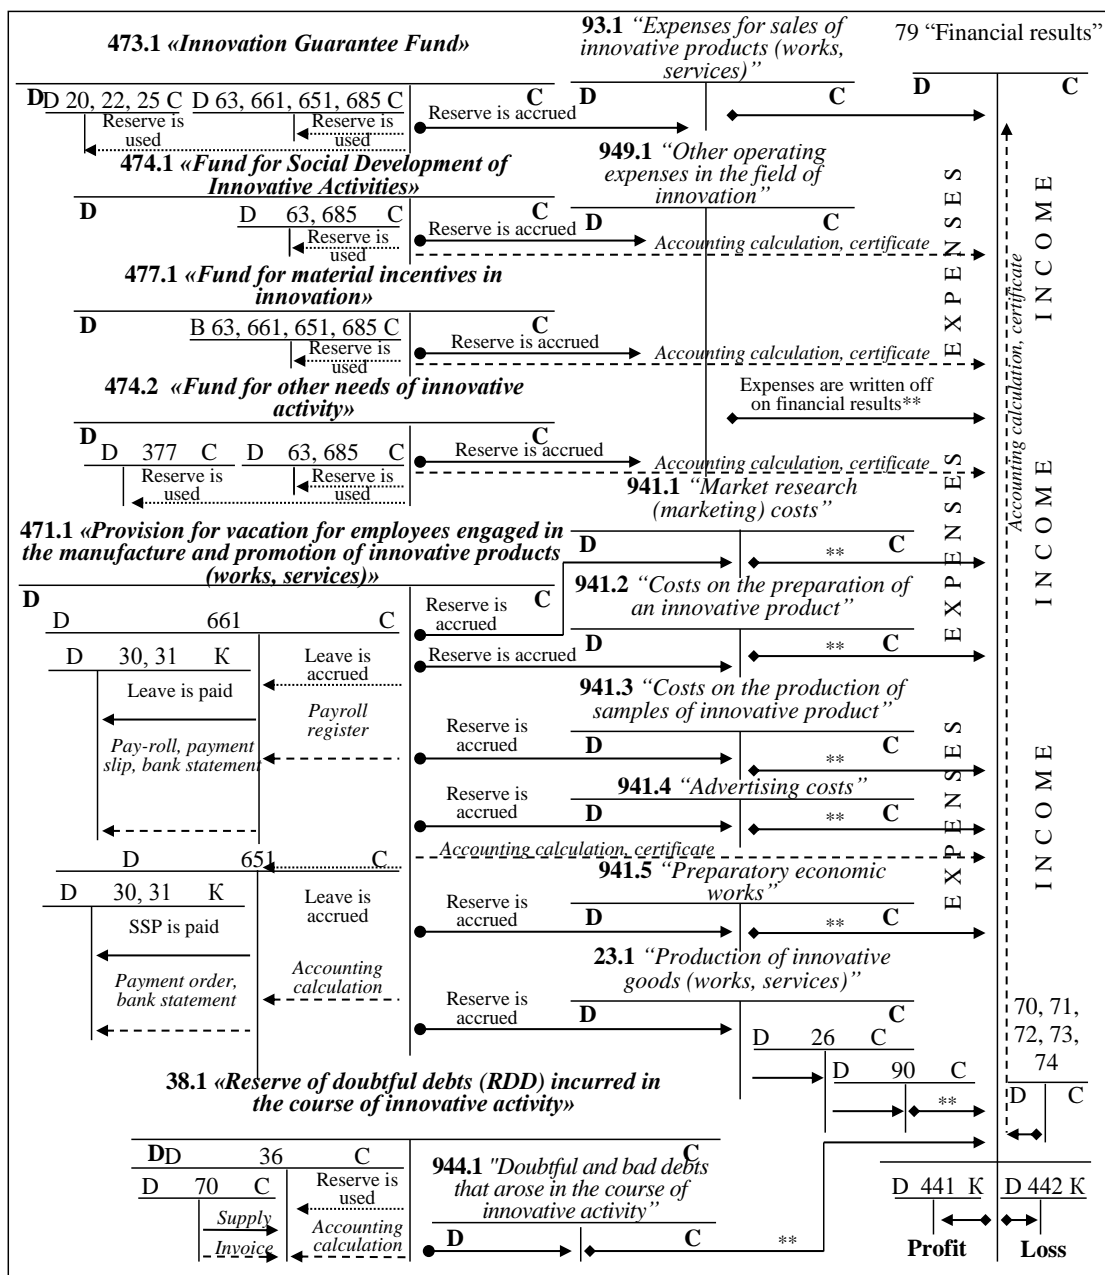 473.1 «Innovation Guarantee Fund»
93.1 “Expenses for sales of
innovative products (works,
services)”
79 “Financial results”
D
D 20, 22, 25 C
D 63, 661, 651, 685 C
C
D
C
D
C
Reserve is
used
Reserve is
used
Reserve is accrued
474.1 «Fund for Social Development of
Innovative Activities»
949.1 “Other operating
expenses in the field of
innovation”
D
D 63, 685 C
C
D
C
Reserve is
used
Reserve is accrued
Accounting calculation, certificate
477.1 «Fund for material incentives in
innovation»
D
B 63, 661, 651, 685 C
C
Reserve is
used
Reserve is accrued
Accounting calculation, certificate
474.2 «Fund for other needs of innovative
activity»
Expenses are written off
on financial results**
D
D 377 C
D 63, 685 C
C
Reserve is
used
Reserve is
used
Reserve is accrued
Accounting calculation, certificate
EXPENSES
INCOME
Accounting calculation, certificate
EXPENSES
INCOME
EXPENSES
INCOME
471.1 «Provision for vacation for employees engaged in
the manufacture and promotion of innovative products
(works, services)»
941.1 “Market research
(marketing) costs”
D
C
**
D
C
D 661 C
Reserve is
accrued
941.2 “Costs on the preparation of
an innovative product”
D
C
**
D 30, 31 К
Leave is
accrued
Reserve is accrued
Leave is paid
Payroll
register
Pay-roll, payment
slip, bank statement
941.3 “Costs on the production of
samples of innovative product”
Reserve is
accrued
D
C
**
941.4 “Advertising costs”
Reserve is
accrued
D
C
**
Accounting calculation, certificate
D 651 C
D 30, 31 К
Leave is
accrued
SSP is paid
Payment order,
bank statement
Accounting
calculation
941.5 “Preparatory economic
works”
Reserve is
accrued
D
C
**
23.1 “Production of innovative
goods (works, services)”
Reserve is
accrued
D
C
D 26 C
D 90 C
**
70, 71,
72, 73,
74
D C
38.1 «Reserve of doubtful debts (RDD) incurred in
the course of innovative activity»
D
D 36 C
C
D 70 C
Reserve is
used
Supply
Invoice
Accounting
calculation
944.1 "Doubtful and bad debts
that arose in the course of
innovative activity”
D
C
**
D 441 К
D 442 К
Profit
Loss